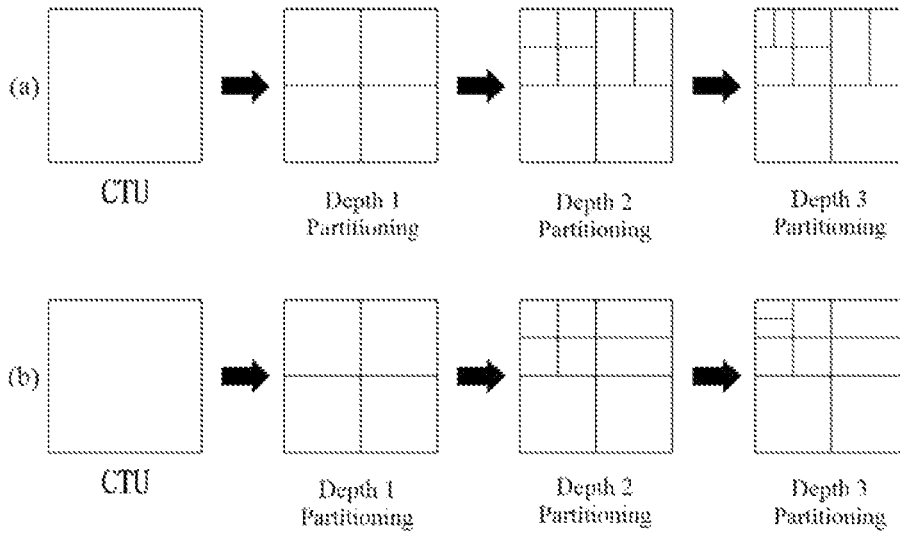 (a)
CTU
Depth 1
Partitioning
Depth 2
Partitioning
Depth 3
Partitioning
(b)
CTU
Depth 1
Partitioning
Depth 2
Partitioning
Depth 3
Partitioning